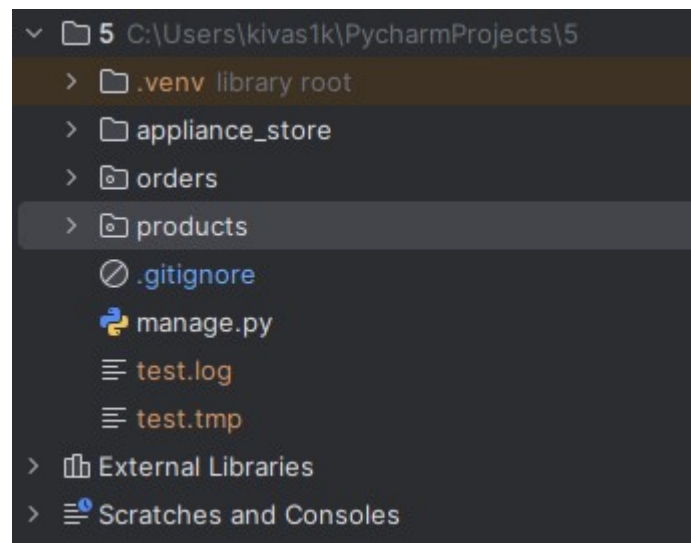 5 C:\Users\kivas1k\PycharmProjects\5
.venv library root
appliance_store
orders
products
.gitignore
manage.py
test.log
test.tmp
External Libraries
Scratches and Consoles